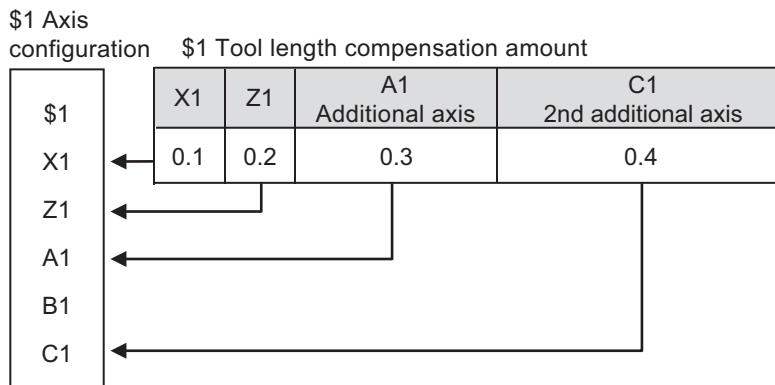 $1 Axis
configuration
$1 Tool length compensation amount
$1
X1
Z1
A1
B1
C1
X1 Z1 A1 C1
Additional axis 2nd additional axis
0.1 0.2 0.3 0.4